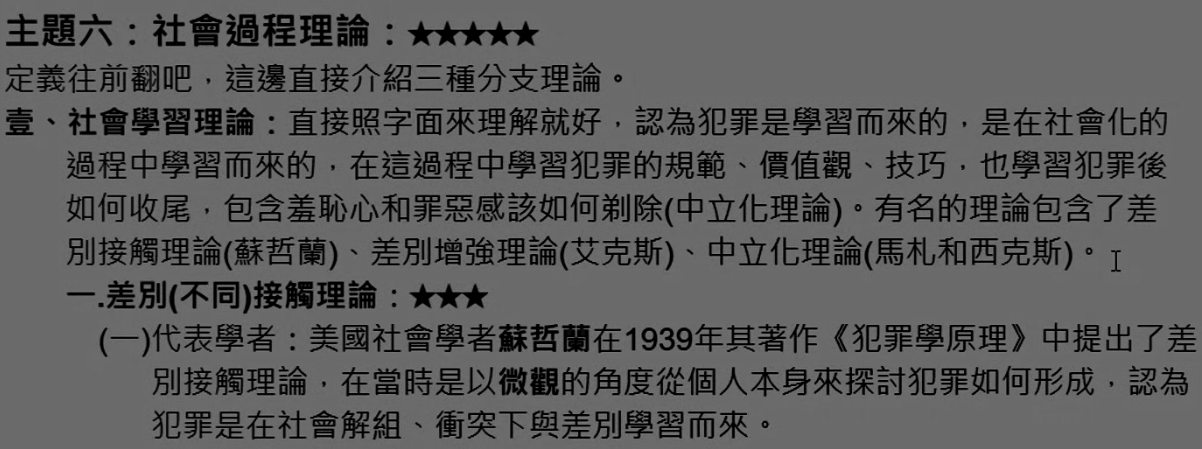 主題六：社會過程理論：★★★★★
定義往前翻吧，這邊直接介紹三種分支理論。
壹、社會學習理論：直接照字面來理解就好，認為犯罪是學習而來的，是在社會化的
過程中學習而來的，在這過程中學習犯罪的規範、價值觀、技巧，也學習犯罪後
如何收尾，包含羞恥心和罪惡感該如何剃除(中立化理論)。有名的理論包含了差
別接觸理論(蘇哲蘭)、差別增強理論(艾克斯)、中立化理論(馬札和西克斯)。
一.差別(不同)接觸理論：★★★
(一)代表學者：美國社會學者蘇哲蘭在1939年其著作《犯罪學原理》中提出了差
別接觸理論，在當時是以微觀的角度從個人本身來探討犯罪如何形成，認為
犯罪是在社會解組、衝突下與差別學習而來。